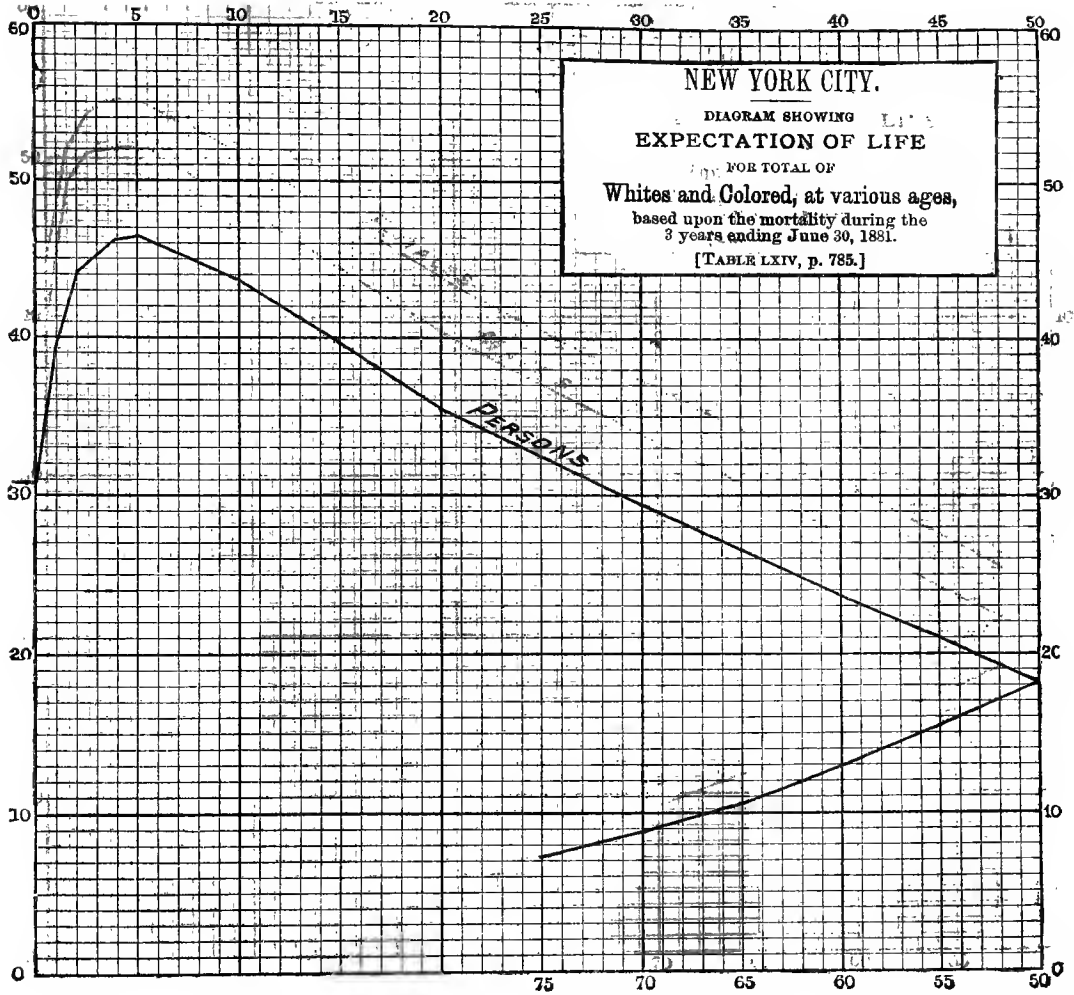 0 5 10 15 20 25 30 35 40 45 50
60 60
NEW YORK CITY.
DIAGRAM SHOWING
EXPECTATION OF LIFE
FOR TOTAL OF
Whites and Colored, at various ages,
based upon the mortality during the
3 years ending June 30, 1881.
[TABLE LXIV, p. 785.]
50 50
40 40
PERSONS
30 30
20 20
10 10
0 0
75 70 65 60 55 50